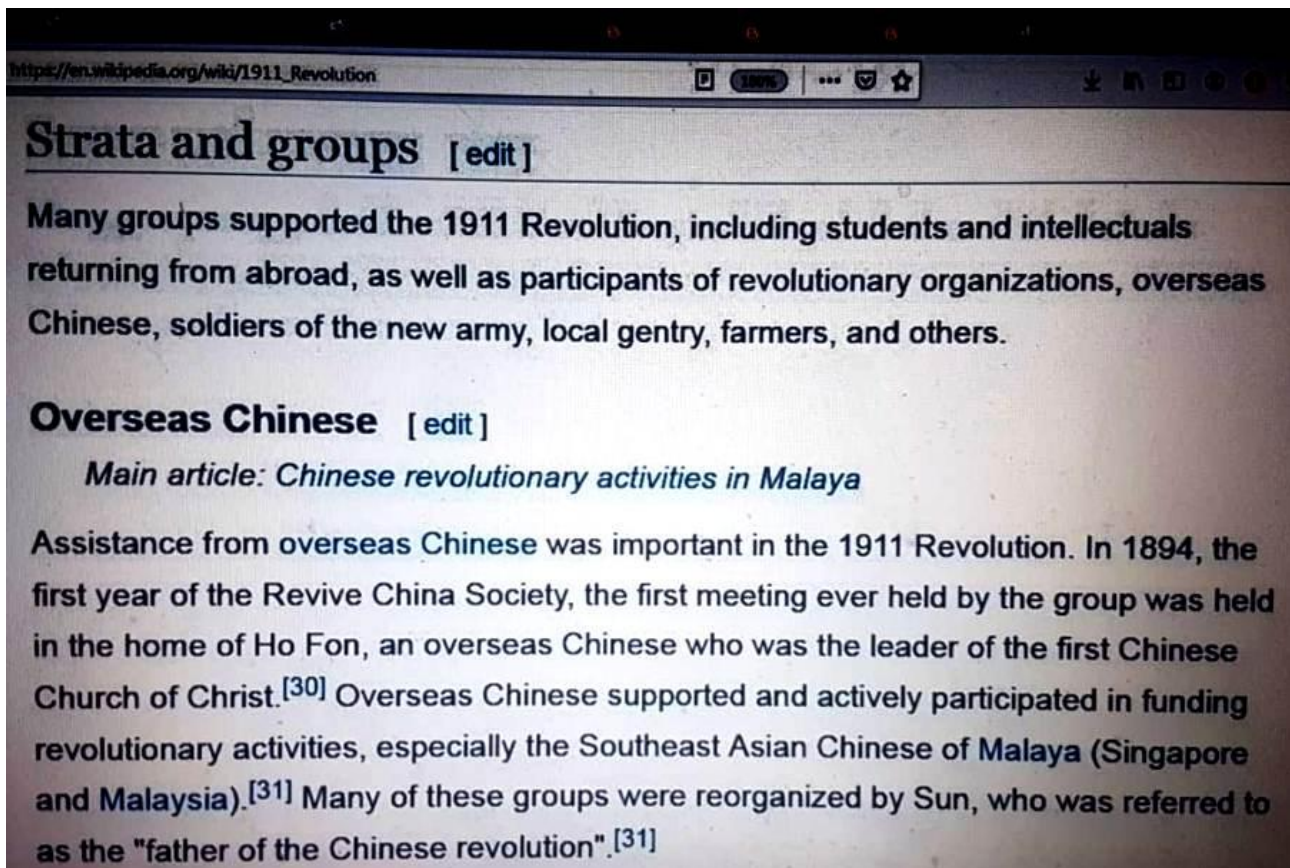 https://en.wikipedia.org/wiki/1911_Revolution
100%
Strata and groups [edit]
Many groups supported the 1911 Revolution, including students and intellectuals
returning from abroad, as well as participants of revolutionary organizations, overseas
Chinese, soldiers of the new army, local gentry, farmers, and others.
Overseas Chinese [edit]
Main article: Chinese revolutionary activities in Malaya
Assistance from overseas Chinese was important in the 1911 Revolution. In 1894, the
first year of the Revive China Society, the first meeting ever held by the group was held
in the home of Ho Fon, an overseas Chinese who was the leader of the first Chinese
Church of Christ.[30] Overseas Chinese supported and actively participated in funding
revolutionary activities, especially the Southeast Asian Chinese of Malaya (Singapore
and Malaysia).[31] Many of these groups were reorganized by Sun, who was referred to
as the "father of the Chinese revolution".[31]